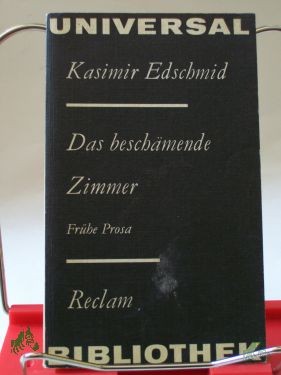 UNIVERSAL
Kasimir Edschmid
Das beschämende
Zimmer
Frühe Prosa
Reclam
BIBLIOTHEK